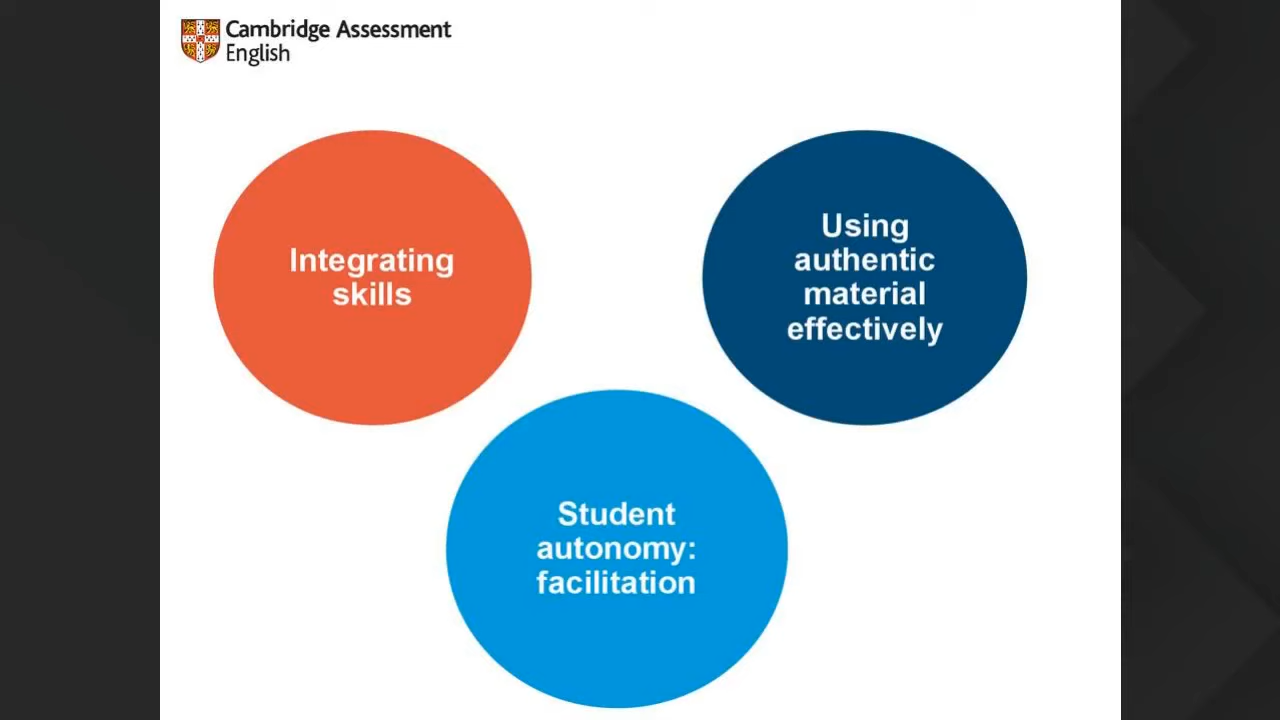 Cambridge Assessment
English
Integrating
skills
Using
authentic
material
effectively
Student
autonomy:
facilitation